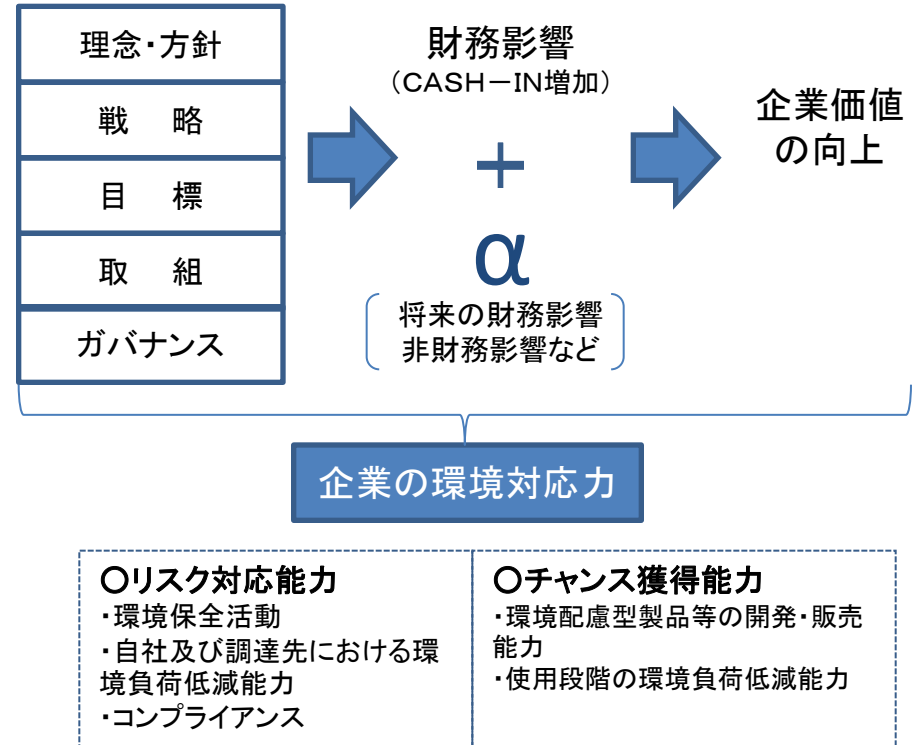 理念・方針
戦　略
目　標
取　組
ガバナンス
財務影響
（CASH－IN増加）
＋
α
将来の財務影響
非財務影響など
企業価値
の向上
企業の環境対応力
○リスク対応能力
・環境保全活動
・自社及び調達先における環
境負荷低減能力
・コンプライアンス
○チャンス獲得能力
・環境配慮型製品等の開発・販売
能力
・使用段階の環境負荷低減能力